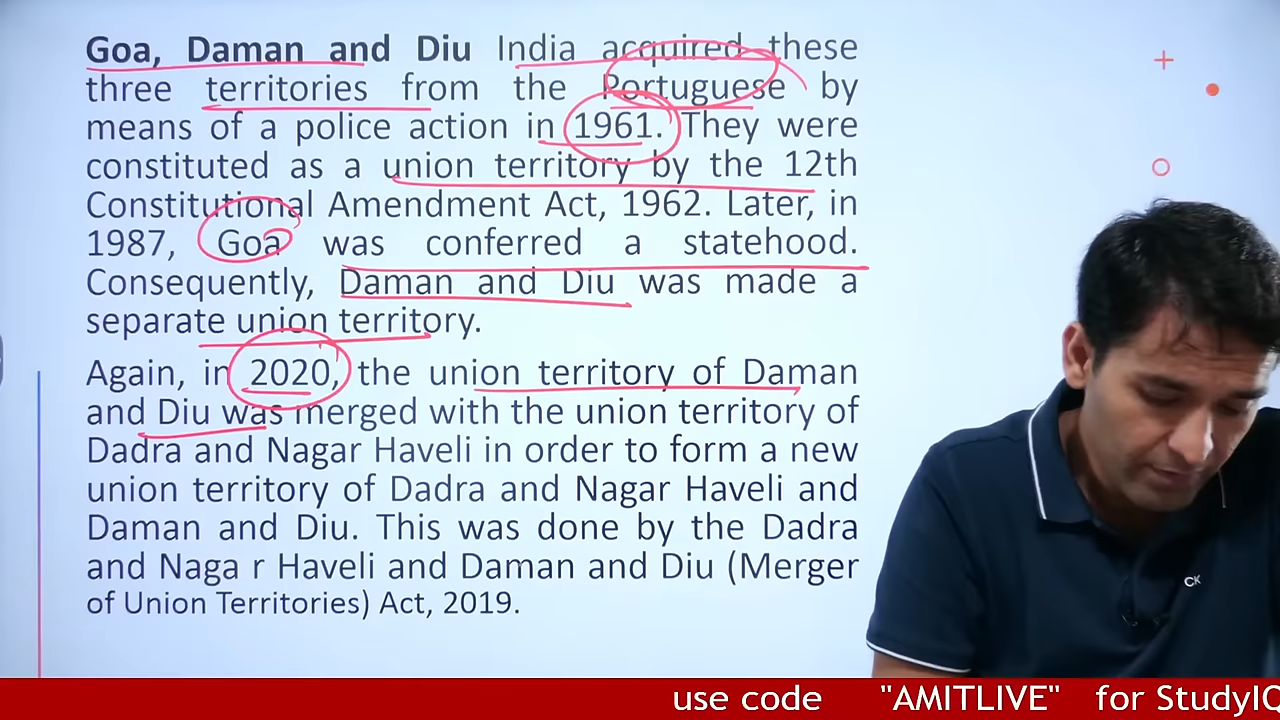 Goa, Daman and Diu India acquired these
three territories from the Portuguese by
means of a police action in 1961. They were
constituted as a union territory by the 12th
Constitutional Amendment Act, 1962. Later, in
1987, Goa was conferred a statehood.
Consequently, Daman and Diu was made a
separate union territory.
Again, in 2020, the union territory of Daman
and Diu was merged with the union territory of
Dadra and Nagar Haveli in order to form a new
union territory of Dadra and Nagar Haveli and
Daman and Diu. This was done by the Dadra
and Naga r Haveli and Daman and Diu (Merger
of Union Territories) Act, 2019.
CK
use code "AMITLIVE" for StudyIQ